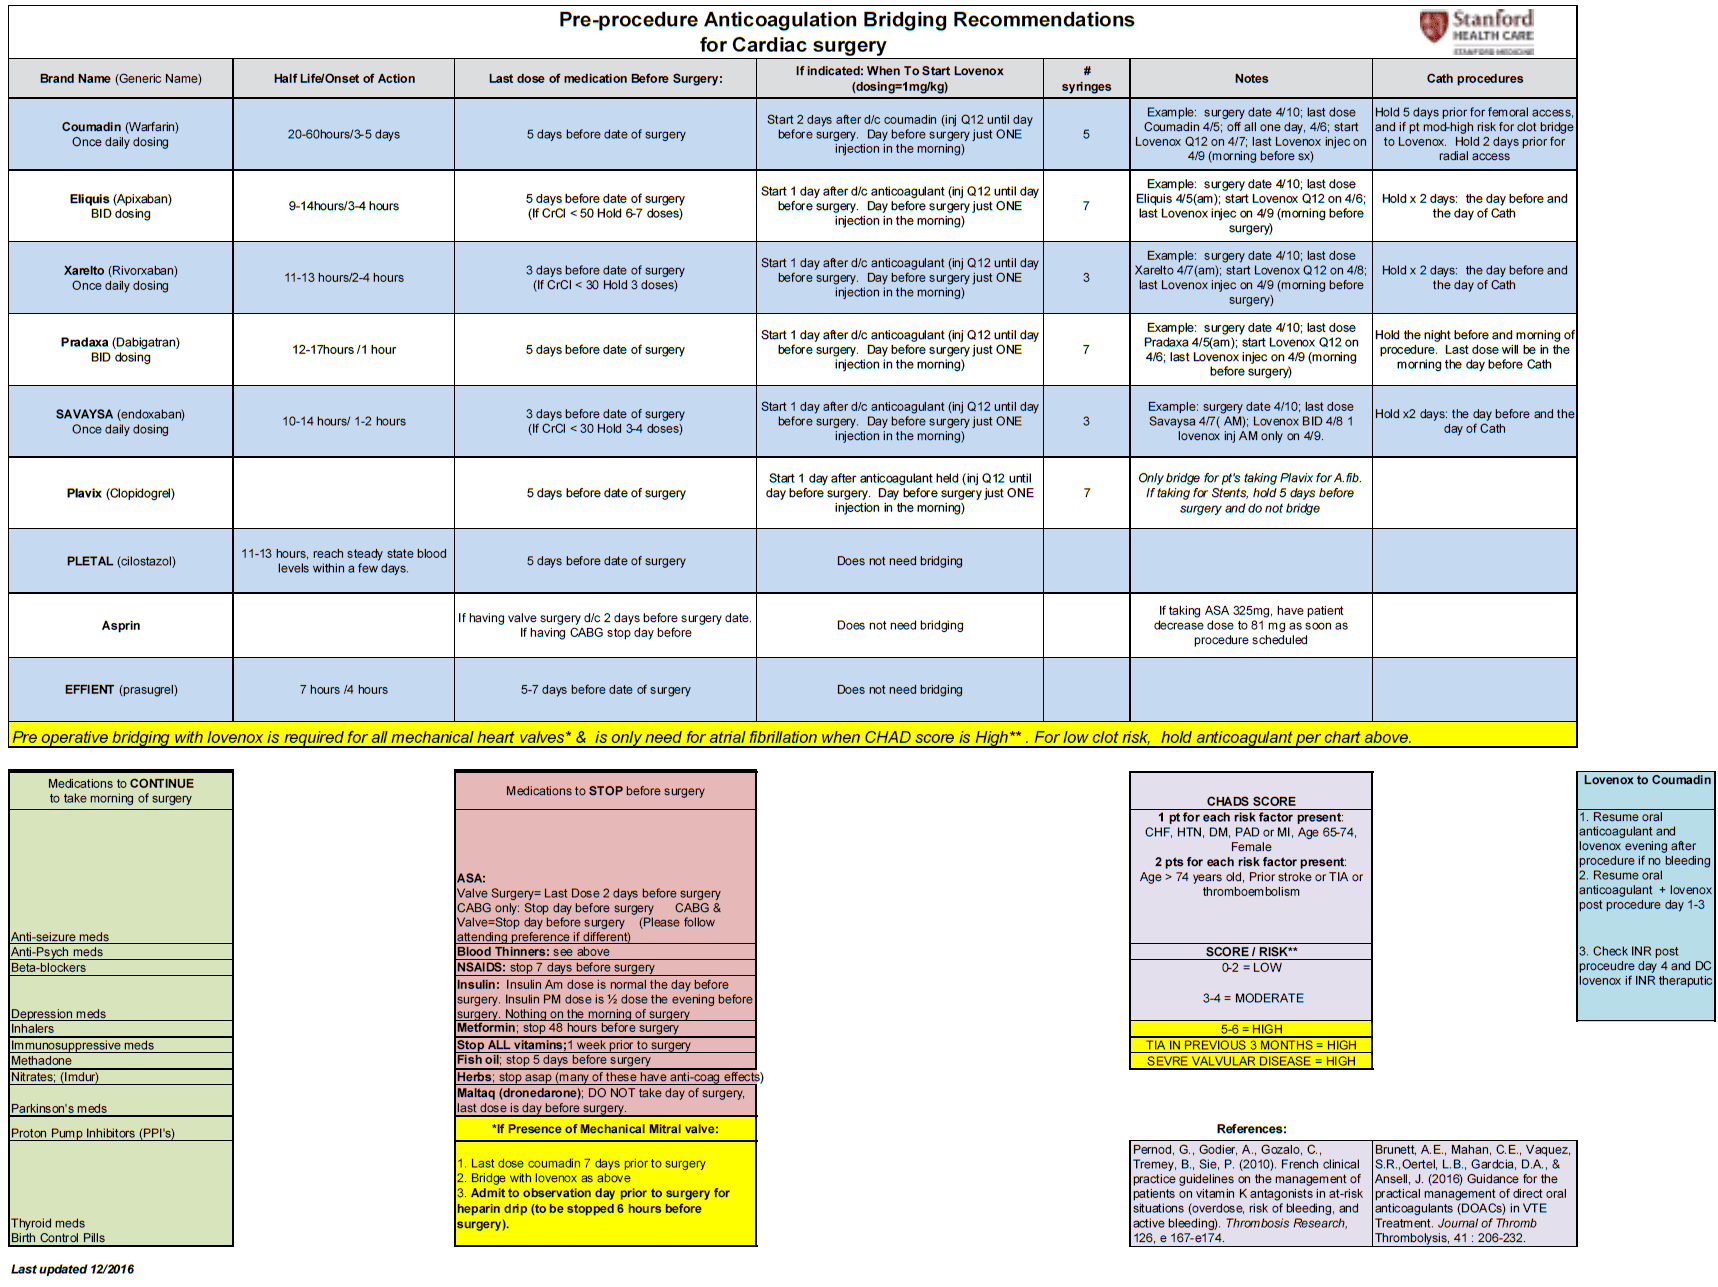 Pre-procedure Anticoagulation Bridging Recommendations
for Cardiac surgery
Stanford
HEALTH CARE
STANFORD MEDICINE
Brand Name (Generic Name)
Half Life/Onset of Action
Last dose of medication Before Surgery:
If indicated: When To Start Lovenox
(dosing=1mg/kg)
#
syringes
Notes
Cath procedures
Coumadin (Warfarin)
Once daily dosing
20-60hours/3-5 days
5 days before date of surgery
Start 2 days after d/c coumadin (inj Q12 until day
before surgery. Day before surgery just ONE
injection in the morning)
5
Example: surgery date 4/10; last dose
Coumadin 4/5; off all one day, 4/6; start
Lovenox Q12 on 4/7; last Lovenox injec on
4/9 (morning before sx)
Hold 5 days prior for femoral access,
and if pt mod-high risk for clot bridge
to Lovenox. Hold 2 days prior for
radial access
Eliquis (Apixaban)
BID dosing
9-14hours/3-4 hours
5 days before date of surgery
(If CrCl < 50 Hold 6-7 doses)
Start 1 day after d/c anticoagulant (inj Q12 until day
before surgery. Day before surgery just ONE
injection in the morning)
7
Example: surgery date 4/10; last dose
Eliquis 4/5(am); start Lovenox Q12 on 4/6;
last Lovenox injec on 4/9 (morning before
surgery)
Hold x 2 days: the day before and
the day of Cath
Xarelto (Rivorxaban)
Once daily dosing
11-13 hours/2-4 hours
3 days before date of surgery
(If CrCl < 30 Hold 3 doses)
Start 1 day after d/c anticoagulant (inj Q12 until day
before surgery. Day before surgery just ONE
injection in the morning)
3
Example: surgery date 4/10; last dose
Xarelto 4/7(am); start Lovenox Q12 on 4/8;
last Lovenox injec on 4/9 (morning before
surgery)
Hold x 2 days: the day before and
the day of Cath
Pradaxa (Dabigatran)
BID dosing
12-17hours /1 hour
5 days before date of surgery
Start 1 day after d/c anticoagulant (inj Q12 until day
before surgery. Day before surgery just ONE
injection in the morning)
7
Example: surgery date 4/10; last dose
Pradaxa 4/5(am); start Lovenox Q12 on
4/6; last Lovenox injec on 4/9 (morning
before surgery)
Hold the night before and morning of
procedure. Last dose will be in the
morning the day before Cath
SAVAYSA (endoxaban)
Once daily dosing
10-14 hours/ 1-2 hours
3 days before date of surgery
(If CrCl < 30 Hold 3-4 doses)
Start 1 day after d/c anticoagulant (inj Q12 until day
before surgery. Day before surgery just ONE
injection in the morning)
3
Example: surgery date 4/10; last dose
Savaysa 4/7( AM); Lovenox BID 4/8 1
lovenox inj AM only on 4/9.
Hold x2 days: the day before and the
day of Cath
Plavix (Clopidogrel)
5 days before date of surgery
Start 1 day after anticoagulant held (inj Q12 until
day before surgery. Day before surgery just ONE
injection in the morning)
7
Only bridge for pt's taking Plavix for A.fib.
If taking for Stents, hold 5 days before
surgery and do not bridge
PLETAL (cilostazol)
11-13 hours, reach steady state blood
levels within a few days.
5 days before date of surgery
Does not need bridging
Asprin
If having valve surgery d/c 2 days before surgery date.
If having CABG stop day before
Does not need bridging
If taking ASA 325mg, have patient
decrease dose to 81 mg as soon as
procedure scheduled
EFFIENT (prasugrel)
7 hours /4 hours
5-7 days before date of surgery
Does not need bridging
Pre operative bridging with lovenox is required for all mechanical heart valves* & is only need for atrial fibrillation when CHAD score is High** . For low clot risk, hold anticoagulant per chart above.
Medications to CONTINUE
to take morning of surgery
Anti-seizure meds
Anti-Psych meds
Beta-blockers
Depression meds
Inhalers
Immunosuppressive meds
Methadone
Nitrates; (Imdur)
Parkinson's meds
Proton Pump Inhibitors (PPI's)
Thyroid meds
Birth Control Pills
Medications to STOP before surgery
ASA:
Valve Surgery= Last Dose 2 days before surgery
CABG only: Stop day before surgery CABG &
Valve=Stop day before surgery (Please follow
attending preference if different)
Blood Thinners: see above
NSAIDS: stop 7 days before surgery
Insulin: Insulin Am dose is normal the day before
surgery. Insulin PM dose is ½ dose the evening before
surgery. Nothing on the morning of surgery
Metformin; stop 48 hours before surgery
Stop ALL vitamins;1 week prior to surgery
Fish oil; stop 5 days before surgery
Herbs; stop asap (many of these have anti-coag effects)
Maltaq (dronedarone); DO NOT take day of surgery,
last dose is day before surgery.
*If Presence of Mechanical Mitral valve:
1. Last dose coumadin 7 days prior to surgery
2. Bridge with lovenox as above
3. Admit to observation day prior to surgery for
heparin drip (to be stopped 6 hours before
surgery).
CHADS SCORE
1 pt for each risk factor present:
CHF, HTN, DM, PAD or MI, Age 65-74,
Female
2 pts for each risk factor present:
Age > 74 years old, Prior stroke or TIA or
thromboembolism
SCORE / RISK**
0-2 = LOW
3-4 = MODERATE
5-6 = HIGH
TIA IN PREVIOUS 3 MONTHS = HIGH
SEVRE VALVULAR DISEASE = HIGH
Lovenox to Coumadin
1. Resume oral
anticoagulant and
lovenox evening after
procedure if no bleeding
2. Resume oral
anticoagulant + lovenox
post procedure day 1-3
3. Check INR post
proceudre day 4 and DC
lovenox if INR theraputic
References:
Pernod, G., Godier, A., Gozalo, C.,
Tremey, B., Sie, P. (2010). French clinical
practice guidelines on the management of
patients on vitamin K antagonists in at-risk
situations (overdose, risk of bleeding, and
active bleeding). Thrombosis Research,
126, e 167-e174.
Brunett, A.E., Mahan, C.E., Vaquez,
S.R.,Oertel, L.B., Gardcia, D.A., &
Ansell, J. (2016) Guidance for the
practical management of direct oral
anticoagulants (DOACs) in VTE
Treatment. Journal of Thromb
Thrombolysis, 41 : 206-232.
Last updated 12/2016